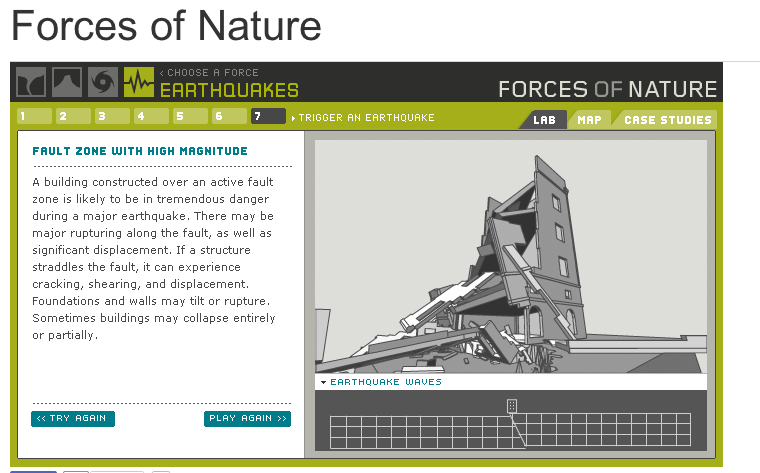 Forces of Nature
‹ CHOOSE A FORCE
EARTHQUAKES
FORCES OF NATURE
1 2 3 4 5 6 7 TRIGGER AN EARTHQUAKE
LAB MAP CASE STUDIES
FAULT ZONE WITH HIGH MAGNITUDE
A building constructed over an active fault
zone is likely to be in tremendous danger
during a major earthquake. There may be
major rupturing along the fault, as well as
significant displacement. If a structure
straddles the fault, it can experience
cracking, shearing, and displacement.
Foundations and walls may tilt or rupture.
Sometimes buildings may collapse entirely
or partially.
<< TRY AGAIN
PLAY AGAIN >>
EARTHQUAKE WAVES